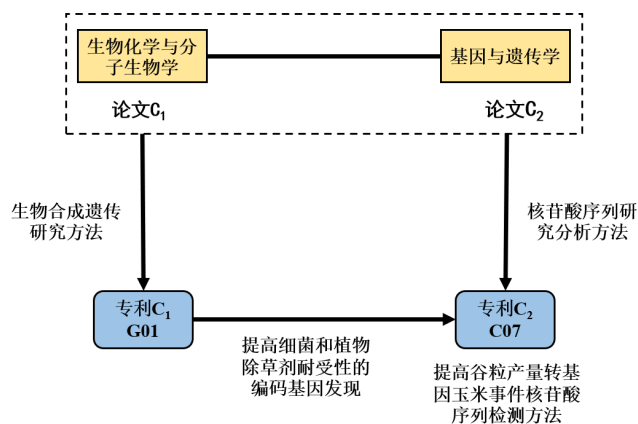 生物化学与分
子生物学
基因与遗传学
论文C₁
论文C₂
生物合成遗传
研究方法
核苷酸序列研
究分析方法
专利C₁
G01
专利C₂
C07
提高细菌和植物
除草剂耐受性的
编码基因发现
提高谷粒产量转基
因玉米事件核苷酸
序列检测方法